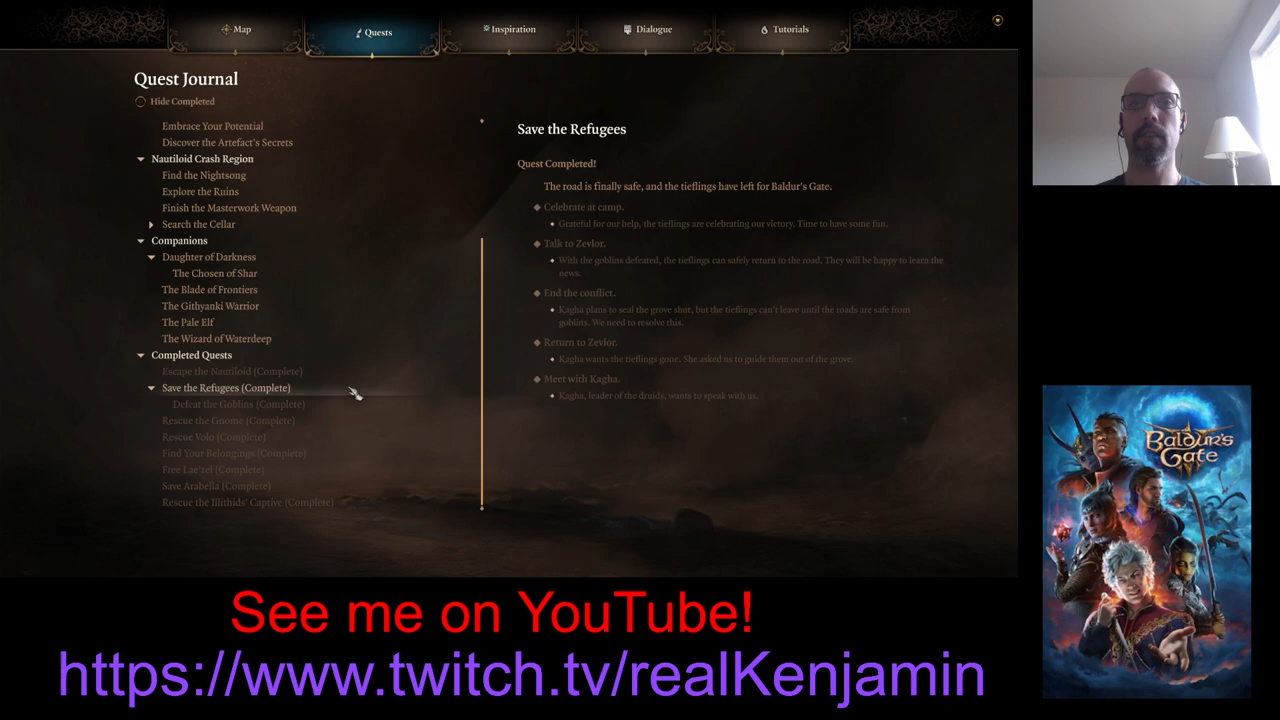 Map
Quests
Inspiration
Dialogue
Tutorials
Quest Journal
Hide Completed
Embrace Your Potential
Discover the Artefact's Secrets
Nautiloid Crash Region
Find the Nightsong
Explore the Ruins
Finish the Masterwork Weapon
Search the Cellar
Companions
Daughter of Darkness
The Chosen of Shar
The Blade of Frontiers
The Githyanki Warrior
The Pale Elf
The Wizard of Waterdeep
Completed Quests
Escape the Nautiloid (Complete)
Save the Refugees (Complete)
Defeat the Goblins (Complete)
Rescue the Gnome (Complete)
Rescue Volo (Complete)
Find Your Belongings (Complete)
Free Lae'zel (Complete)
Save Arabella (Complete)
Rescue the Illithids' Captive (Complete)
Save the Refugees
Quest Completed!
The road is finally safe, and the tieflings have left for Baldur's Gate.
Celebrate at camp.
Grateful for our help, the tieflings are celebrating our victory. Time to have some fun.
Talk to Zevlor.
With the goblins defeated, the tieflings can safely return to the road. They will be happy to learn the
news.
End the conflict.
Kagha plans to seal the grove shut, but the tieflings can't leave until the roads are safe from
goblins. We need to resolve this.
Return to Zevlor.
Kagha wants the tieflings gone. She asked us to guide them out of the grove.
Meet with Kagha.
Kagha, leader of the druids, wants to speak with us.
Baldur's
Gate
See me on YouTube!
https://www.twitch.tv/realKenjamin